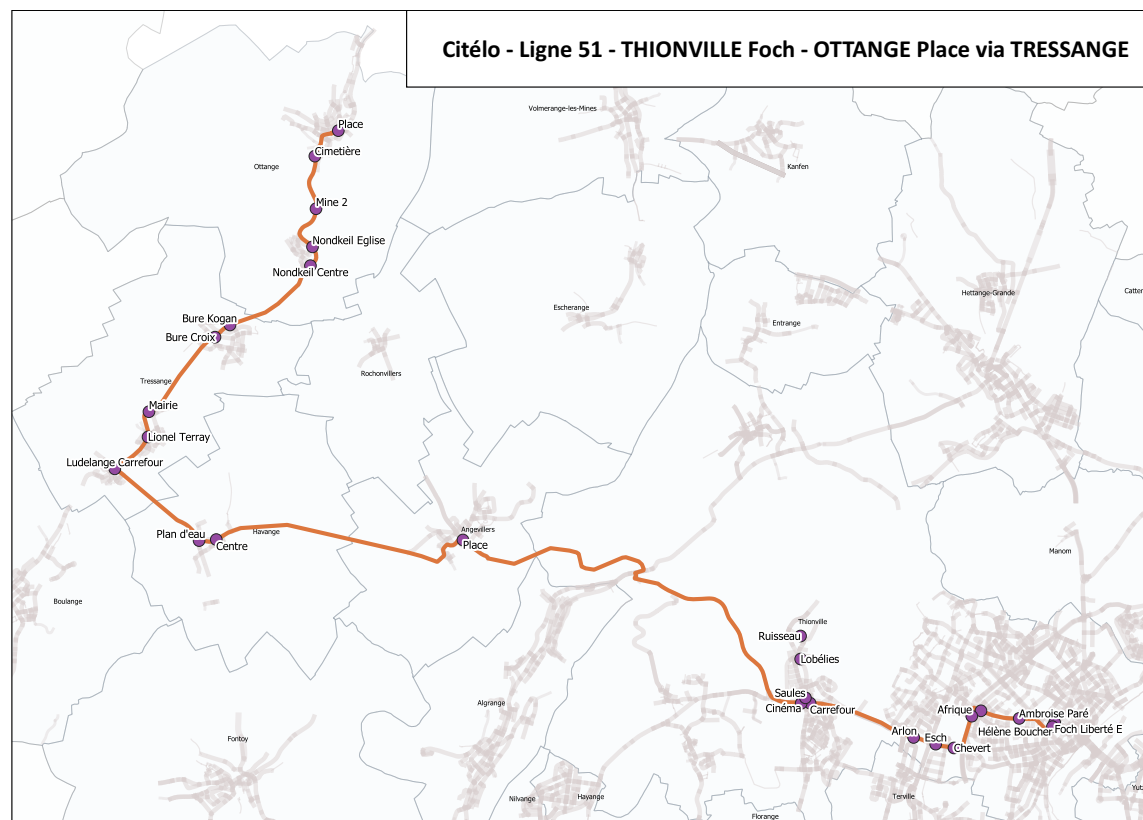 Citélo - Ligne 51 - THIONVILLE Foch - OTTANGE Place via TRESSANGE
Volmerange-les-Mines
Place
Cimetière
Ottange
Kanfen
Mine 2
Nondkeil Eglise
Nondkeil Centre
Hettange-Grande
Catter
Escherange
Bure Kogan
Entrange
Bure Croix
Rochonvillers
Tressange
Mairie
Lionel Terray
Ludelange Carrefour
Plan d'eau
Havange
Centre
Angevillers
Place
Manom
Boulange
Thionville
Ruisseau
L'obélies
Saules
Cinéma
Carrefour
Algrange
Afrique
Ambroise Paré
Hélène Boucher
Foch Liberté E
Arlon
Esch
Chevert
Fontoy
Nilvange
Hayange
Terville
Yutz
Florange